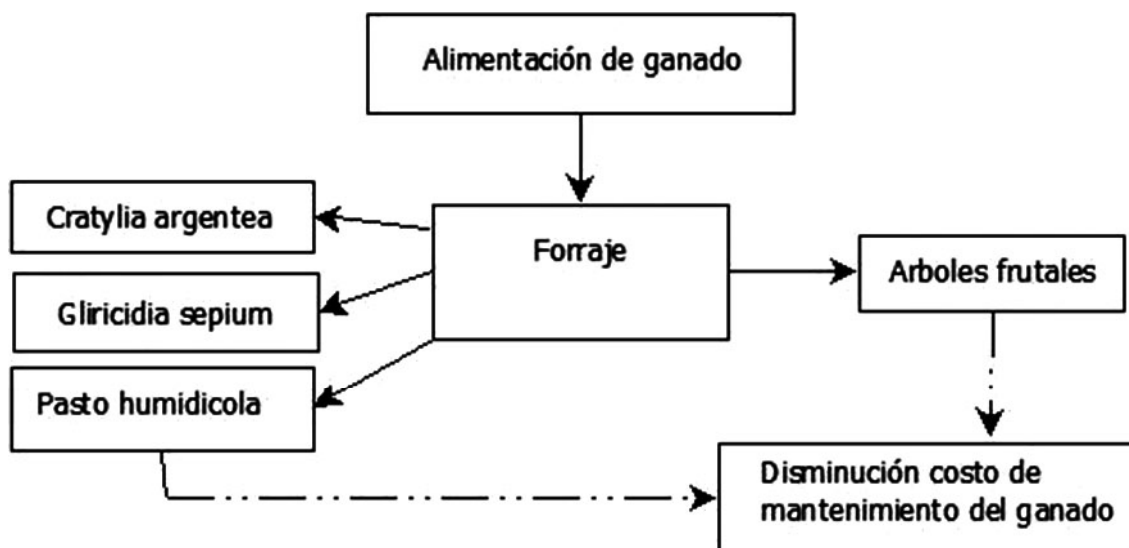 Alimentación de ganado
Cratylia argentea
Forraje
Arboles frutales
Gliricidia sepium
Pasto humidicola
Disminución costo de
mantenimiento del ganado